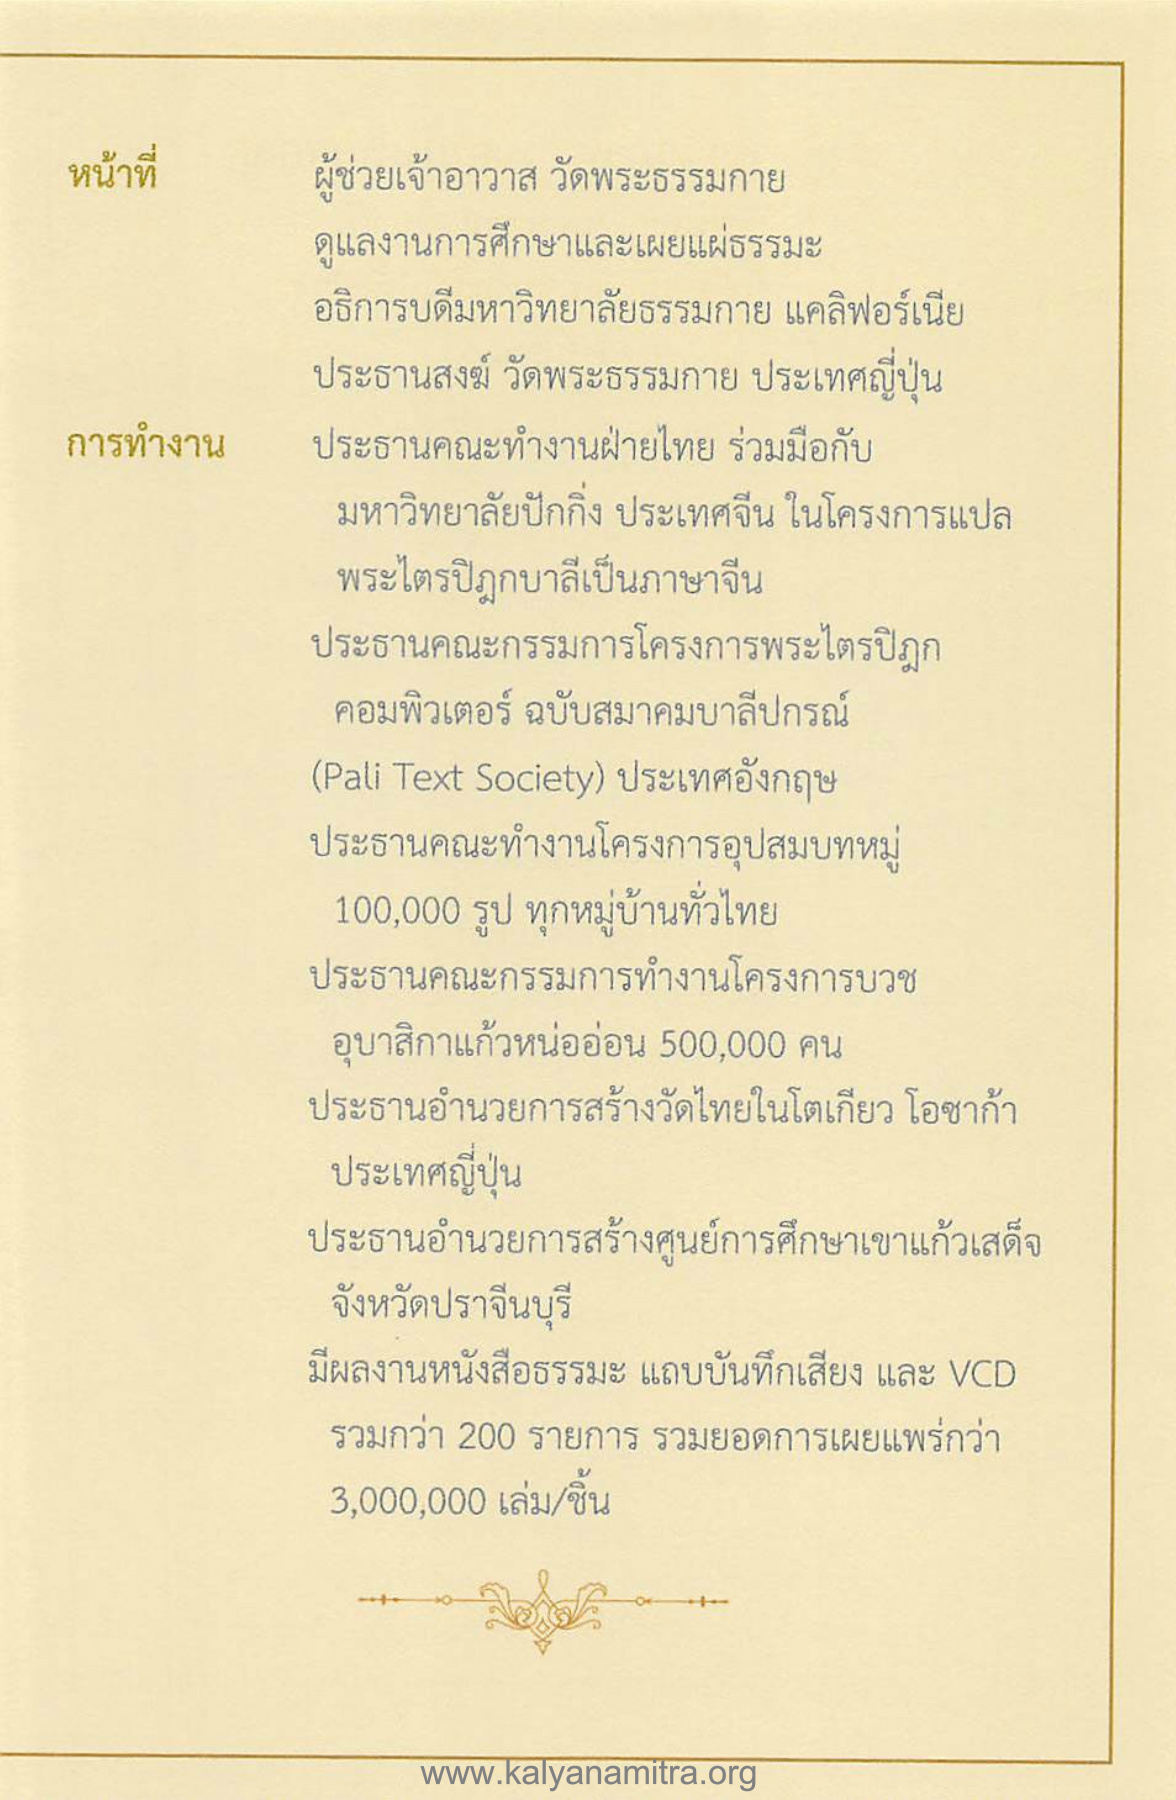 หน้าที่ ผู้ช่วยเจ้าอาวาส วัดพระธรรมกาย
ดูแลงานการศึกษาและเผยแผ่ธรรมะ
อธิการบดีมหาวิทยาลัยธรรมกาย แคลิฟอร์เนีย
ประธานสงฆ์ วัดพระธรรมกาย ประเทศญี่ปุ่น
การทำงาน ประธานคณะทำงานฝ่ายไทย ร่วมมือกับ
มหาวิทยาลัยปักกิ่ง ประเทศจีน ในโครงการแปล
พระไตรปิฎกบาลีเป็นภาษาจีน
ประธานคณะกรรมการโครงการพระไตรปิฎก
คอมพิวเตอร์ ฉบับสมาคมบาลีปกรณ์
(Pali Text Society) ประเทศอังกฤษ
ประธานคณะทำงานโครงการอุปสมบทหมู่
100,000 รูป ทุกหมู่บ้านทั่วไทย
ประธานคณะกรรมการทำงานโครงการบวช
อุบาสิกาแก้วหน่ออ่อน 500,000 คน
ประธานอำนวยการสร้างวัดไทยในโตเกียว โอซาก้า
ประเทศญี่ปุ่น
ประธานอำนวยการสร้างศูนย์การศึกษาเขาแก้วเสด็จ
จังหวัดปราจีนบุรี
มีผลงานหนังสือธรรมะ แถบบันทึกเสียง และ VCD
รวมกว่า 200 รายการ รวมยอดการเผยแพร่กว่า
3,000,000 เล่ม/ชิ้น
www.kalyanamitra.org